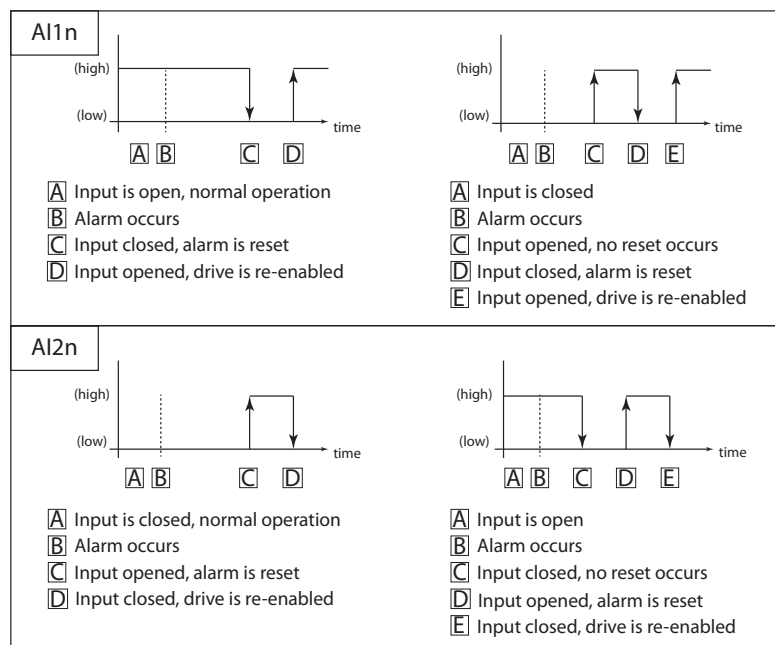 AI1n
(high)
(low)
time
A B C D
A Input is open, normal operation
B Alarm occurs
C Input closed, alarm is reset
D Input opened, drive is re-enabled
(high)
(low)
time
A B C D E
A Input is closed
B Alarm occurs
C Input opened, no reset occurs
D Input closed, alarm is reset
E Input opened, drive is re-enabled
AI2n
(high)
(low)
time
A B C D
A Input is closed, normal operation
B Alarm occurs
C Input opened, alarm is reset
D Input closed, drive is re-enabled
(high)
(low)
time
A B C D E
A Input is open
B Alarm occurs
C Input closed, no reset occurs
D Input opened, alarm is reset
E Input closed, drive is re-enabled